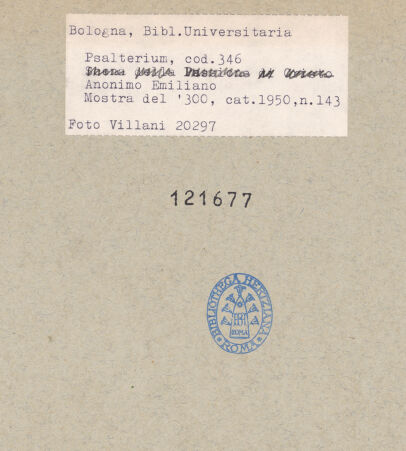 Bologna, Bibl.Universitaria
Psalterium, cod.346
Anonimo Emiliano
Mostra del '300, cat.1950,n.143
Foto Villani 20297
121677
BIBLIOTHECA HERTZIANA
ROMA
ROMA